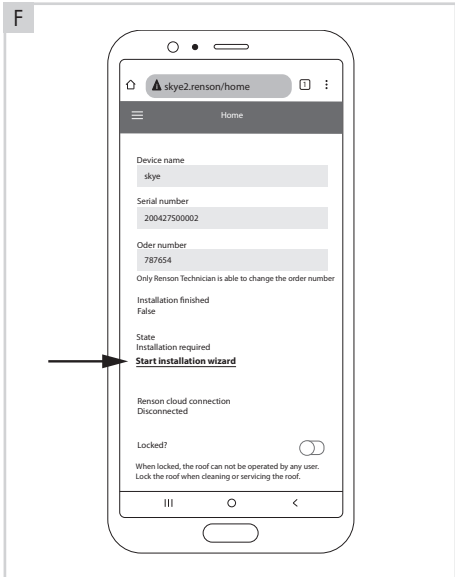 F
skye2.renson/home
1
Home
Device name
skye
Serial number
200427500002
Oder number
787654
Only Renson Technician is able to change the order number
Installation finished
False
State
Installation required
Start installation wizard
Renson cloud connection
Disconnected
Locked?
When locked, the roof can not be operated by any user.
Lock the roof when cleaning or servicing the roof.